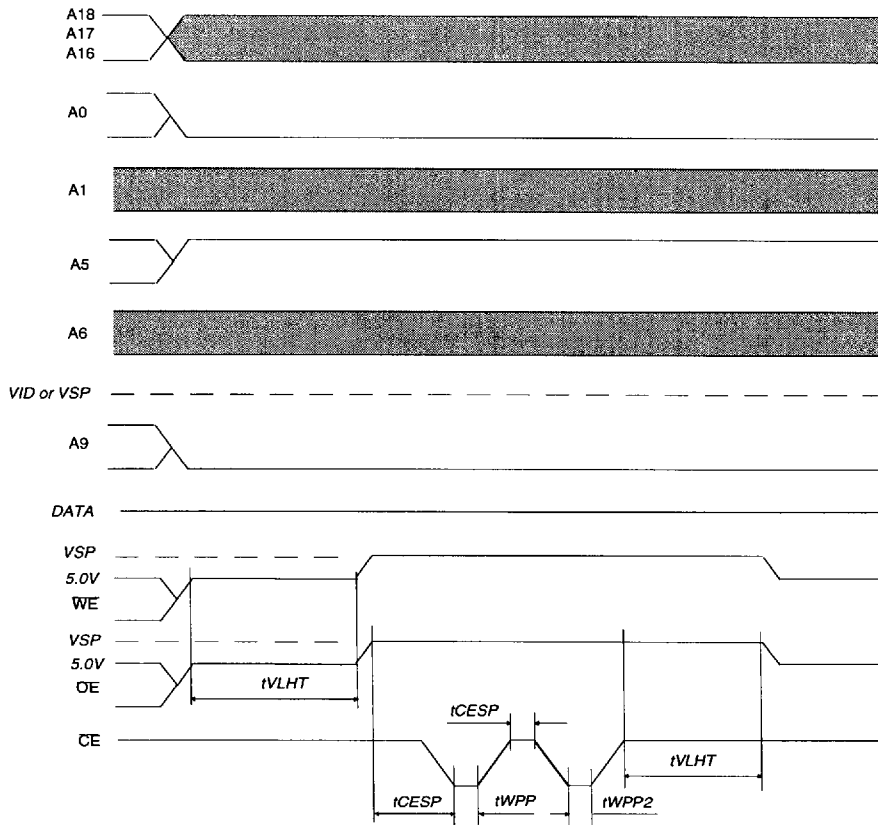 A18
A17
A16
A0
A1
A5
A6
VID or VSP
A9
DATA
VSP
5.0V
WE
VSP
5.0V
OE
tVLHT
tCESP
CE
tVLHT
tCESP
tWPP
tWPP2